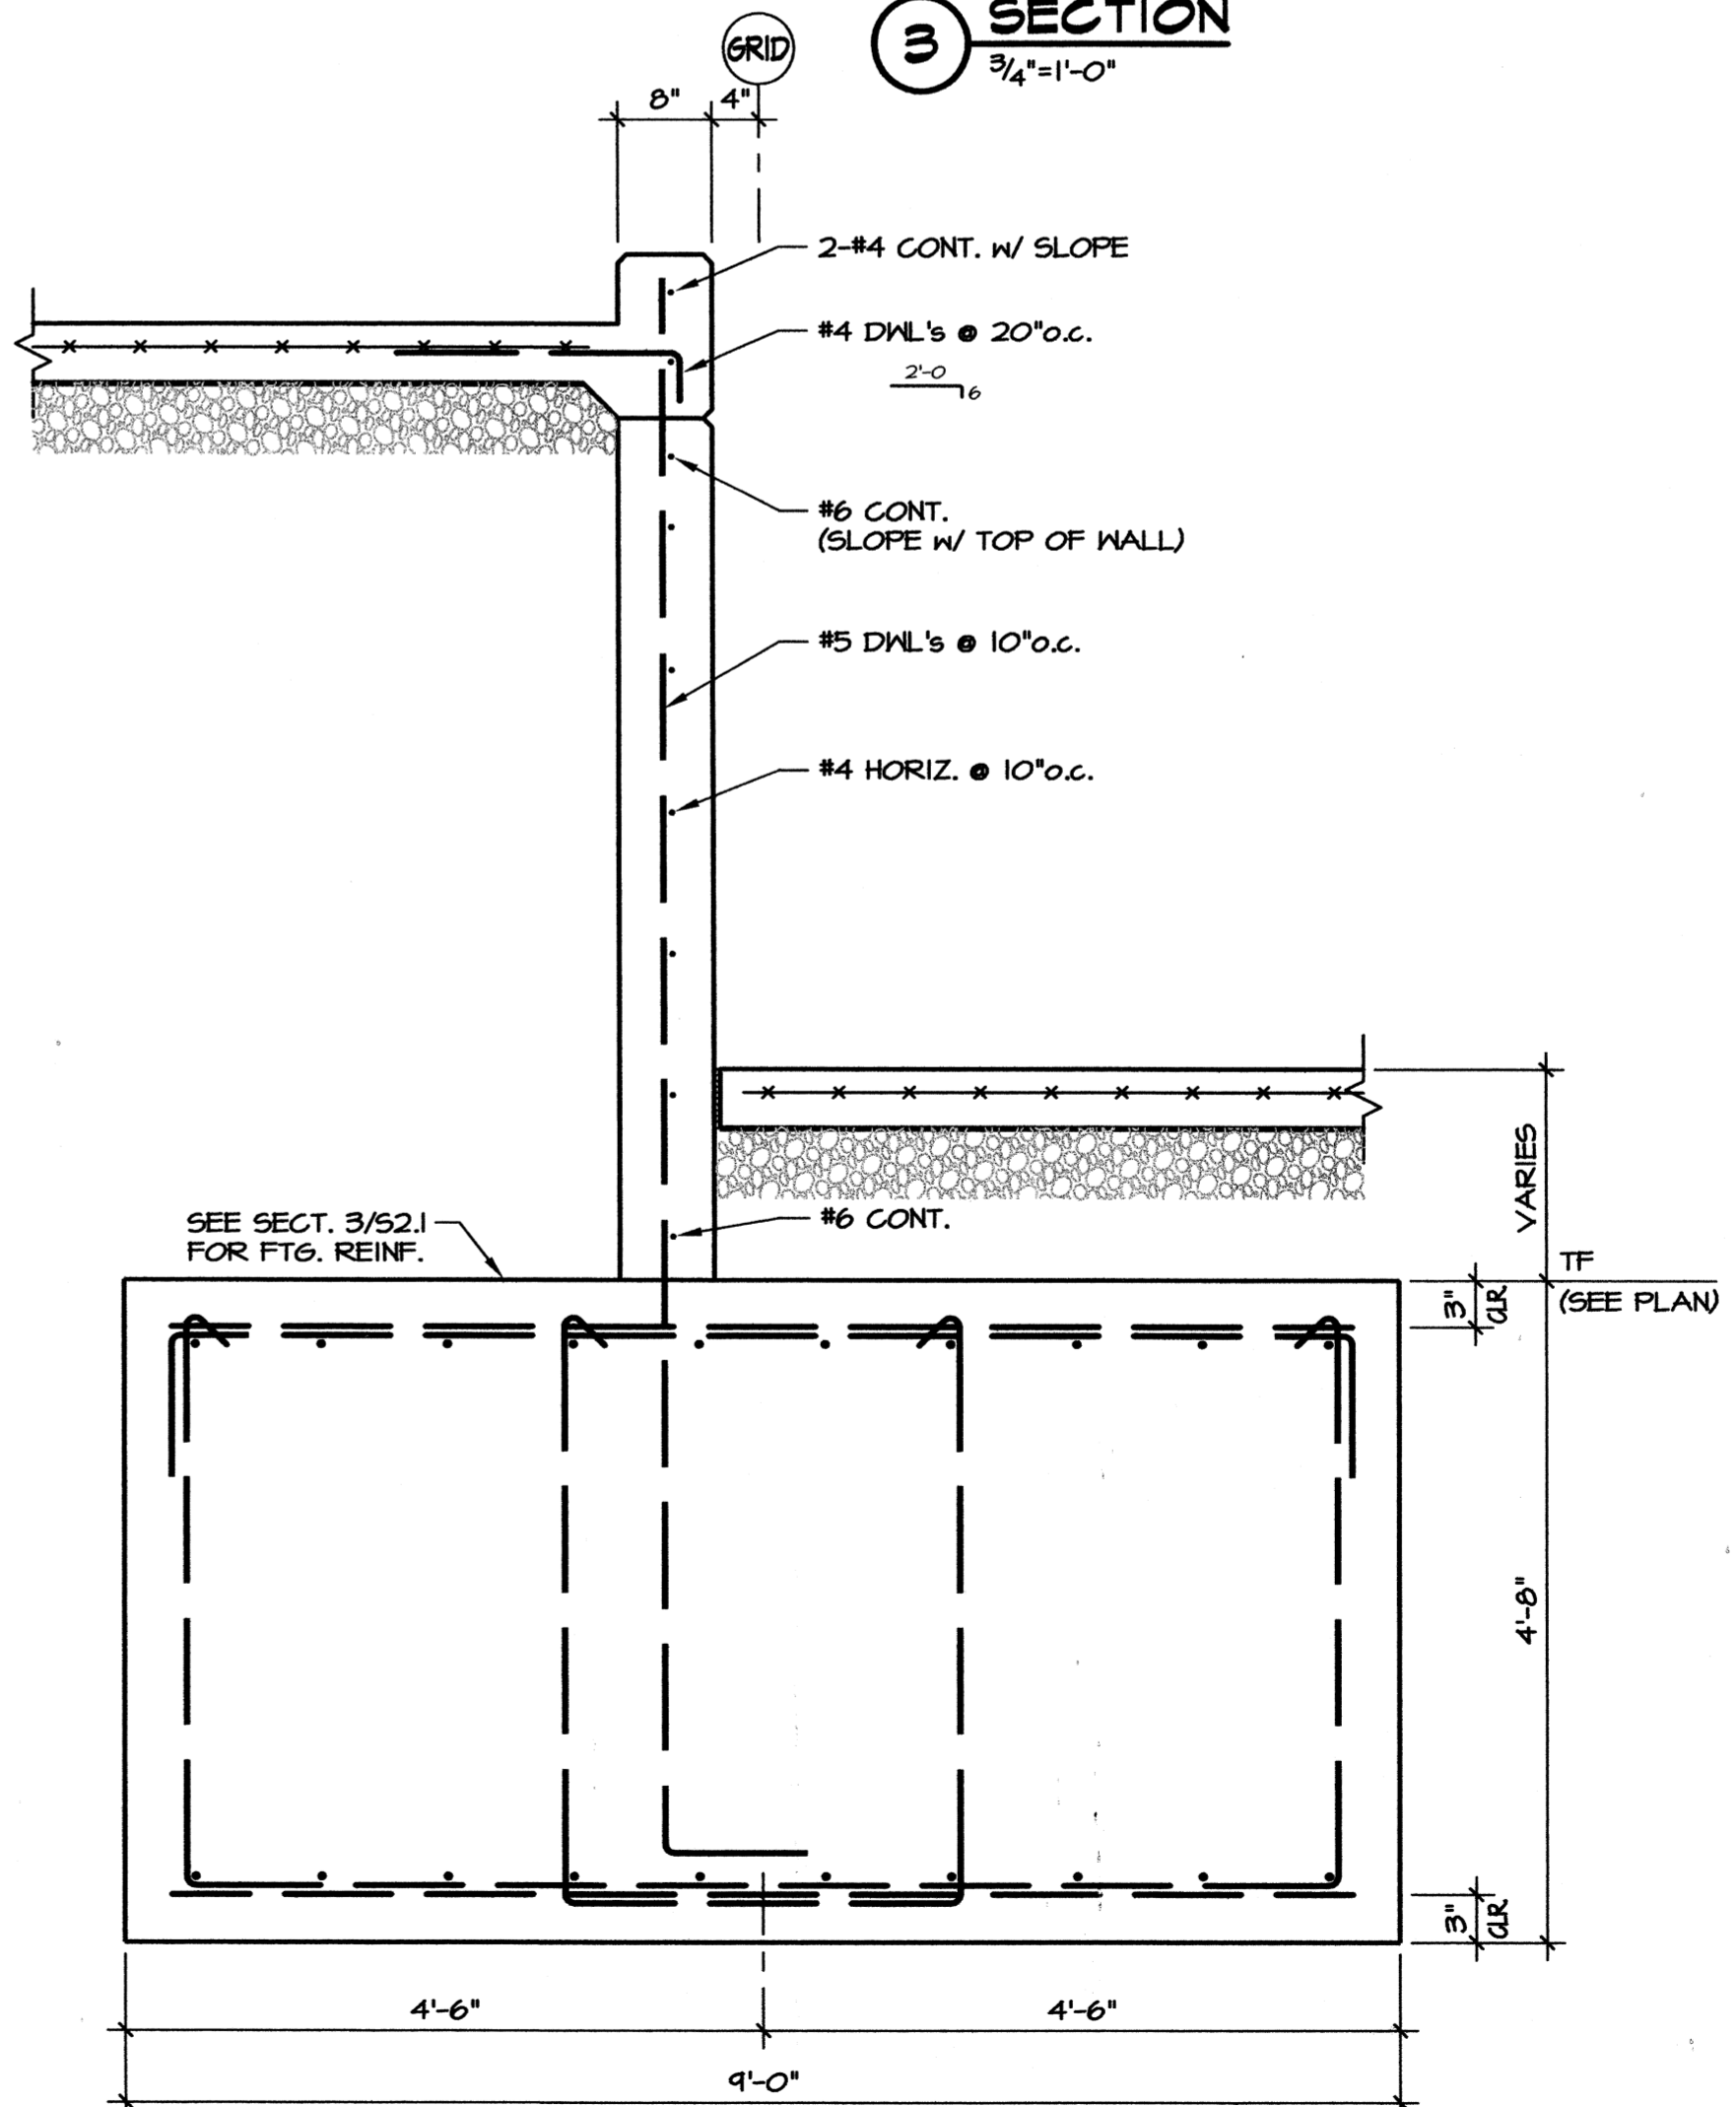 3 SECTION
3/4"=1'-0"
GRID
8" 4"
2-#4 CONT. W/ SLOPE
#4 DWL's @ 20"o.c.
2'-0
6
#6 CONT.
(SLOPE W/ TOP OF WALL)
#5 DWL's @ 10"o.c.
#4 HORIZ. @ 10"o.c.
VARIES
SEE SECT. 3/S2.1
FOR FTG. REINF.
#6 CONT.
TF
(SEE PLAN)
3"
CLR.
4'-8"
3"
CLR.
4'-6" 4'-6"
9'-0"